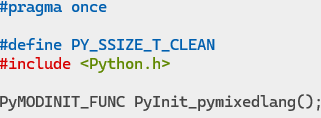 #pragma once
#define PY_SSIZE_T_CLEAN
#include <Python.h>
PyMODINIT_FUNC PyInit_pymixedlang();